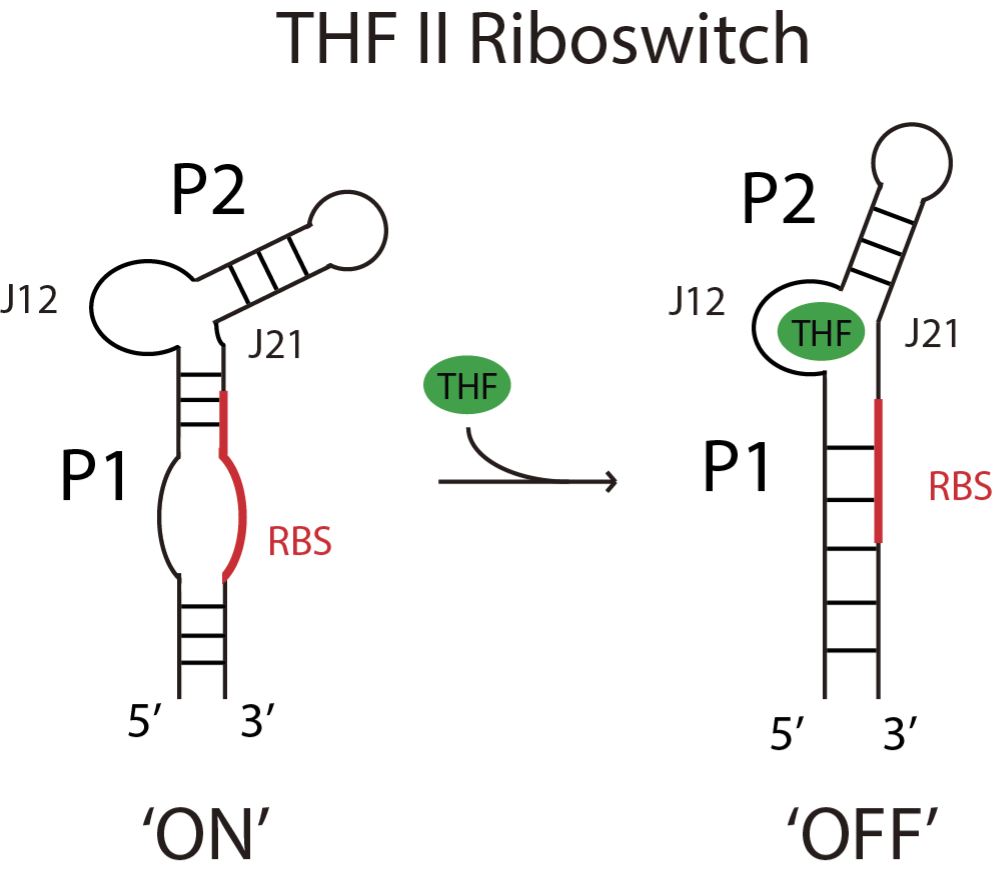 THF II Riboswitch
P2
J12
J21
P1
RBS
5’ 3’
‘ON’
THF
P2
J12
THF
J21
P1
RBS
5’ 3’
‘OFF’